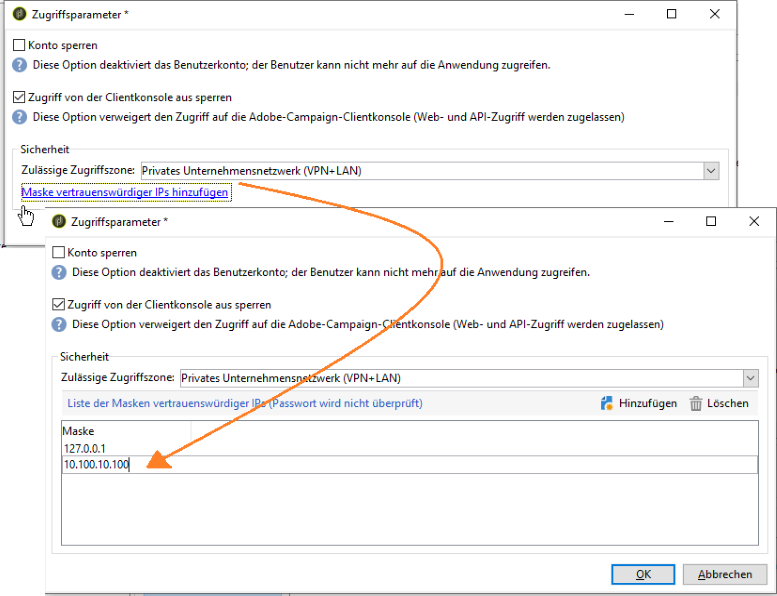 Zugriffsparameter *
Konto sperren
Diese Option deaktiviert das Benutzerkonto; der Benutzer kann nicht mehr auf die Anwendung zugreifen.
Zugriff von der Clientkonsole aus sperren
Diese Option verweigert den Zugriff auf die Adobe-Campaign-Clientkonsole (Web- und API-Zugriff werden zugelassen)
Sicherheit
Zulässige Zugriffszone: Privates Unternehmensnetzwerk (VPN+LAN)
Maske vertrauenswürdiger IPs hinzufügen
Zugriffsparameter *
Konto sperren
Diese Option deaktiviert das Benutzerkonto; der Benutzer kann nicht mehr auf die Anwendung zugreifen.
Zugriff von der Clientkonsole aus sperren
Diese Option verweigert den Zugriff auf die Adobe-Campaign-Clientkonsole (Web- und API-Zugriff werden zugelassen)
Sicherheit
Zulässige Zugriffszone: Privates Unternehmensnetzwerk (VPN+LAN)
Liste der Masken vertrauenswürdiger IPs (Passwort wird nicht überprüft) Hinzufügen Löschen
Maske
127.0.0.1
10.100.10.100
OK Abbrechen